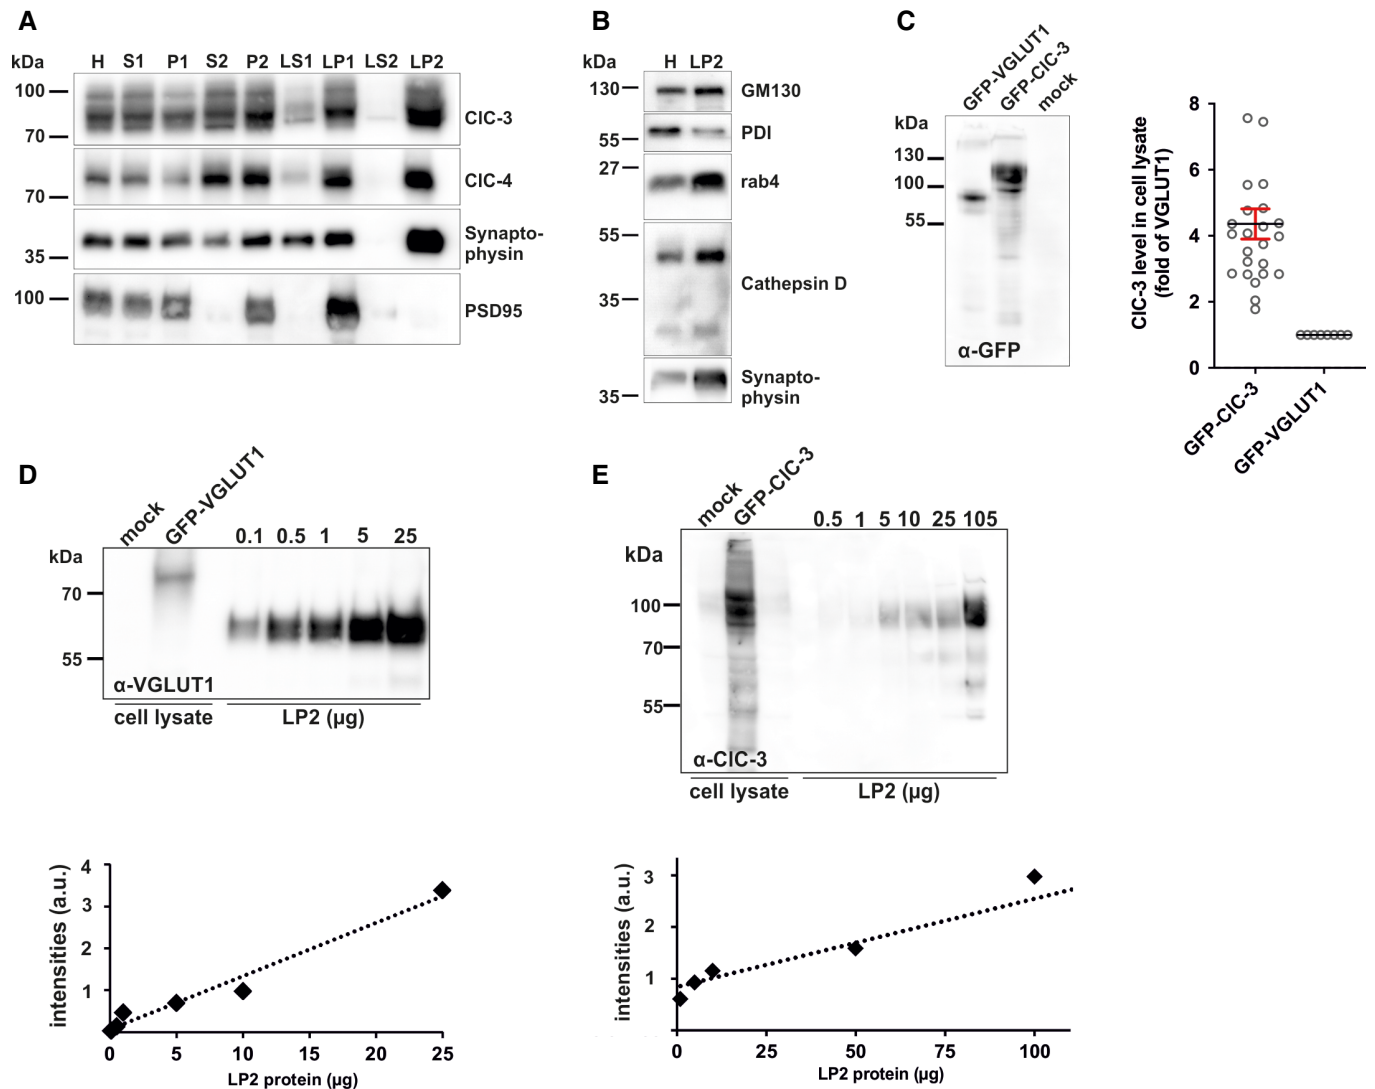 A
kDa H S1 P1 S2 P2 LS1 LP1 LS2 LP2
100
70
ClC-3
70
ClC-4
35
Synapto-
physin
100
PSD95
B
kDa H LP2
130
GM130
55
PDI
27
rab4
55
35
Cathepsin D
35
Synapto-
physin
C
GFP-VGLUT1
GFP-ClC-3
mock
kDa
130
100
55
α-GFP
ClC-3 level in cell lysate
(fold of VGLUT1)
8
6
4
2
0
GFP-ClC-3
GFP-VGLUT1
D
mock
GFP-VGLUT1
0.1 0.5 1 5 25
kDa
70
55
α-VGLUT1
cell lysate
LP2 (µg)
intensities (a.u.)
4
3
2
1
0 5 10 15 20 25
LP2 protein (µg)
E
mock
GFP-ClC-3
0.5 1 5 10 25 105
kDa
100
70
55
α-ClC-3
cell lysate
LP2 (µg)
intensities (a.u.)
3
2
1
0 25 50 75 100
LP2 protein (µg)